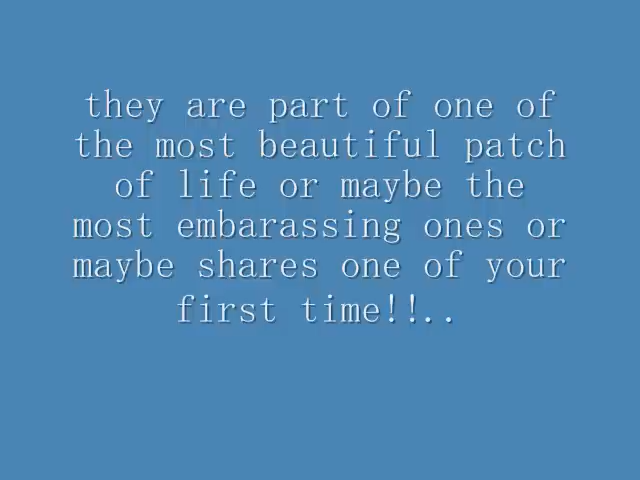 they are part of one of
the most beautiful patch
of life or maybe the
most embarassing ones or
maybe shares one of your
first time!!..